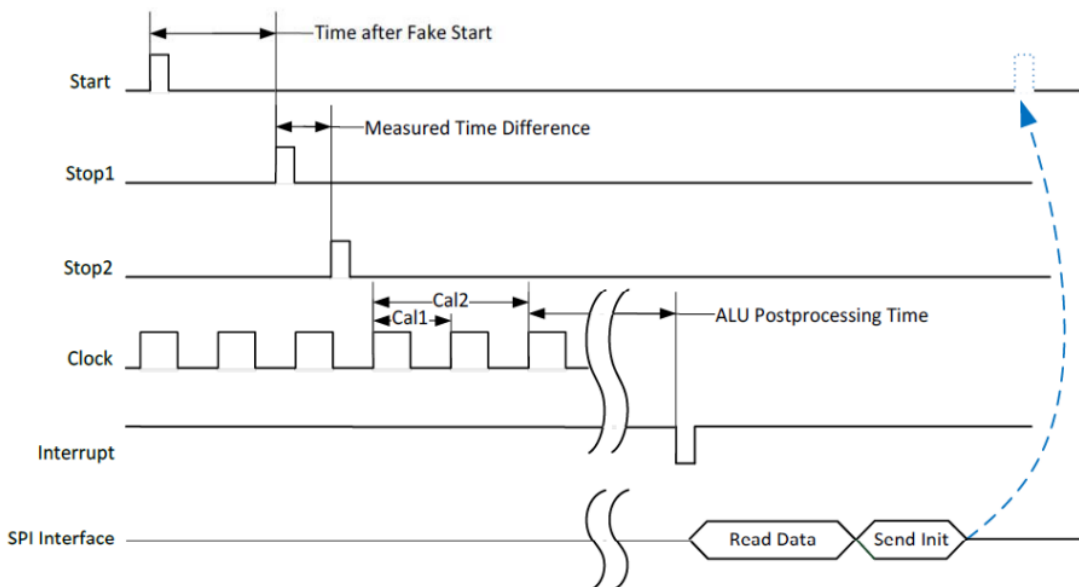 Time after Fake Start
Start
Measured Time Difference
Stop1
Stop2
Cal2
Cal1
ALU Postprocessing Time
Clock
Interrupt
SPI Interface
Read Data
Send Init